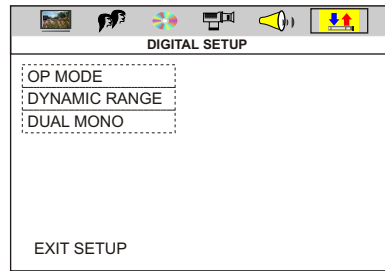 DIGITAL SETUP
OP MODE
DYNAMIC RANGE
DUAL MONO
EXIT SETUP